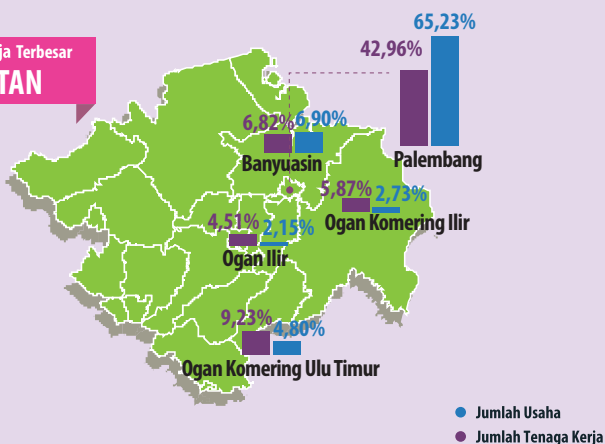 ja Terbesar
TAN
65,23%
42,96%
Palembang
6,82% 6,90%
Banyuasin
5,87% 2,73%
Ogan Komering Ilir
4,51% 2,15%
Ogan Ilir
9,23% 4,80%
Ogan Komering Ulu Timur
Jumlah Usaha
Jumlah Tenaga Kerja